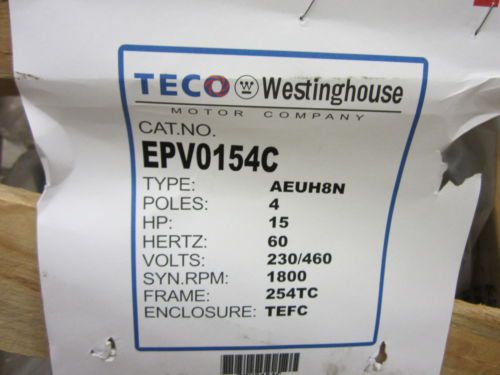 TECO W Westinghouse
MOTOR COMPANY
CAT.NO.
EPV0154C
TYPE: AEUH8N
POLES: 4
HP: 15
HERTZ: 60
VOLTS: 230/460
SYN.RPM: 1800
FRAME: 254TC
ENCLOSURE: TEFC